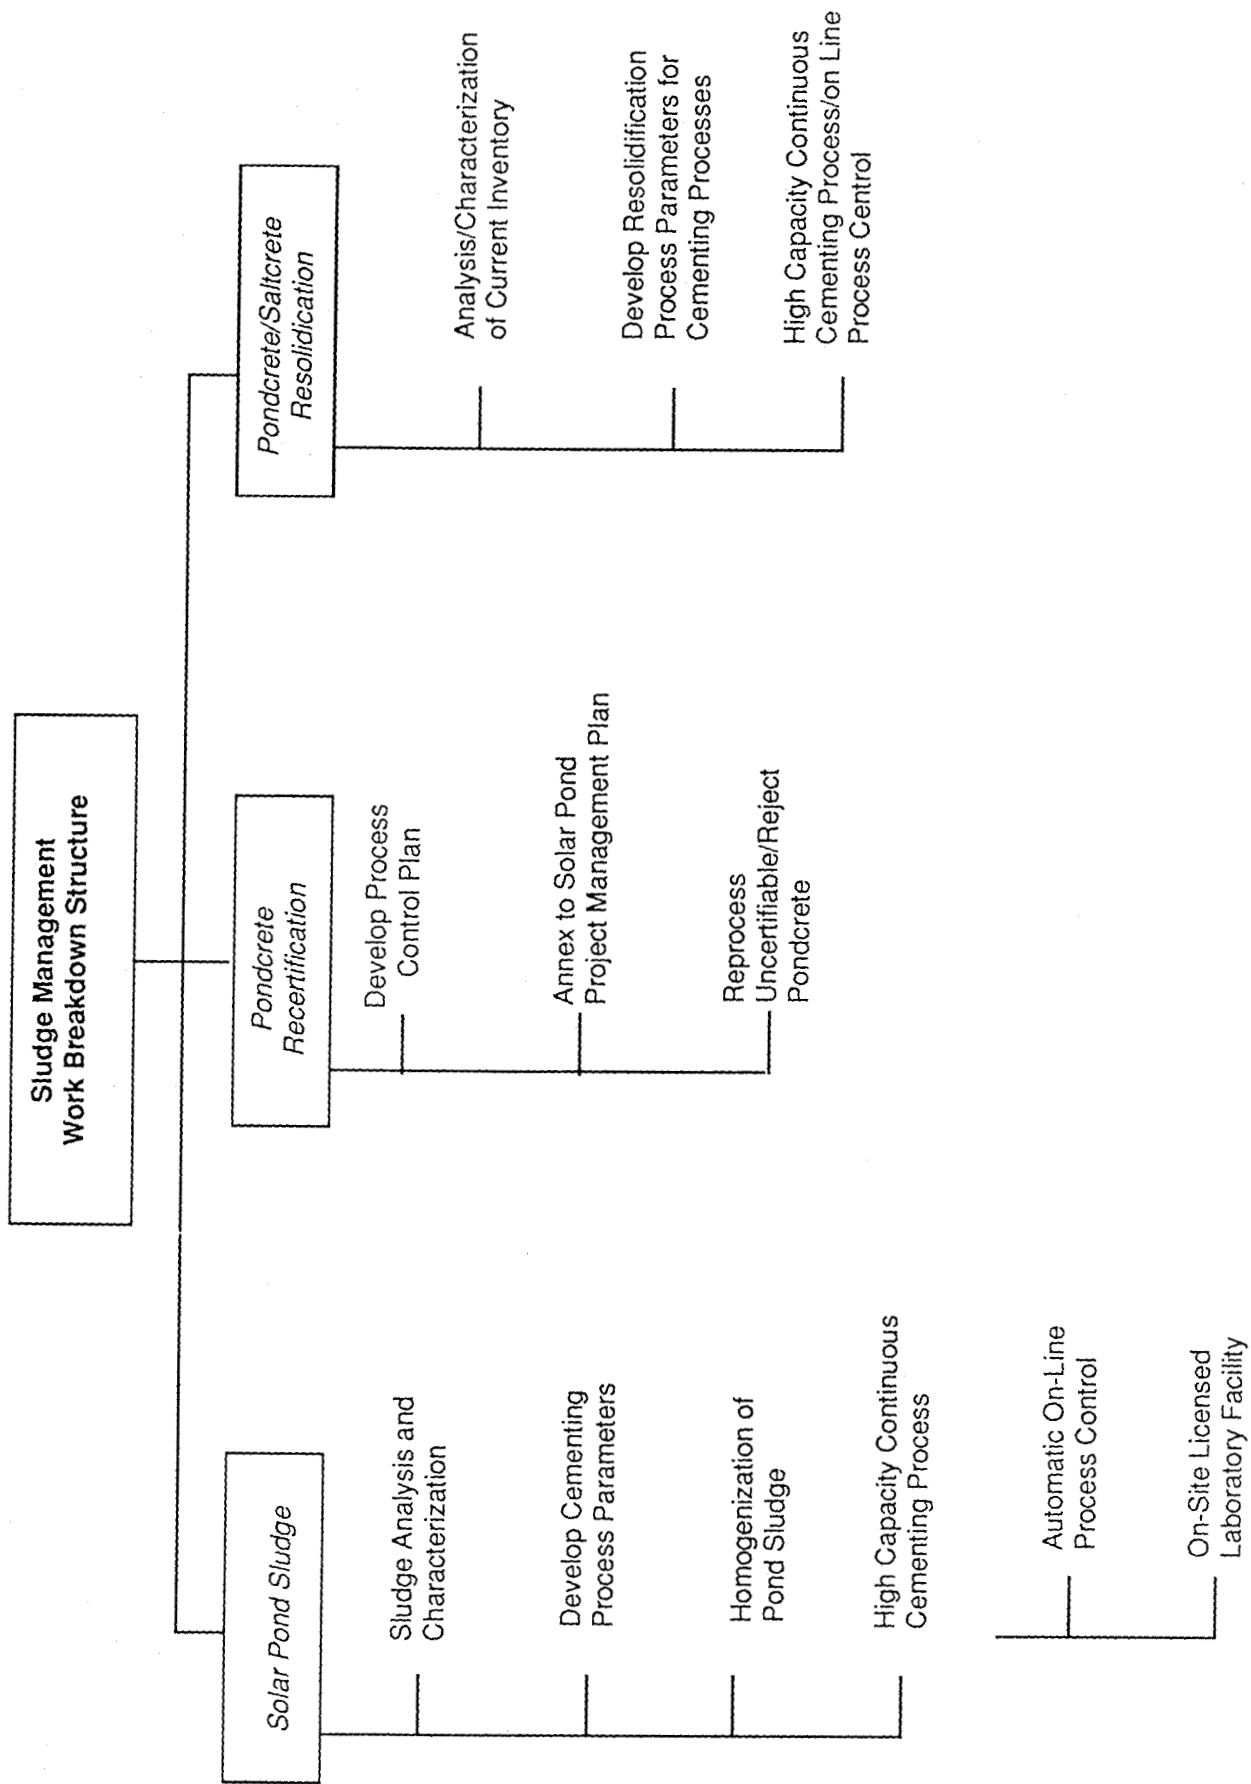 Sludge Management
Work Breakdown Structure
Solar Pond Sludge
Sludge Analysis and
Characterization
Develop Cementing
Process Parameters
Homogenization of
Pond Sludge
High Capacity Continuous
Cementing Process
Automatic On-Line
Process Control
On-Site Licensed
Laboratory Facility
Pondcrete
Recertification
Develop Process
Control Plan
Annex to Solar Pond
Project Management Plan
Reprocess
Uncertifiable/Reject
Pondcrete
Pondcrete/Saltcrete
Resolidication
Analysis/Characterization
of Current Inventory
Develop Resolidification
Process Parameters for
Cementing Processes
High Capacity Continuous
Cementing Process/on Line
Process Control